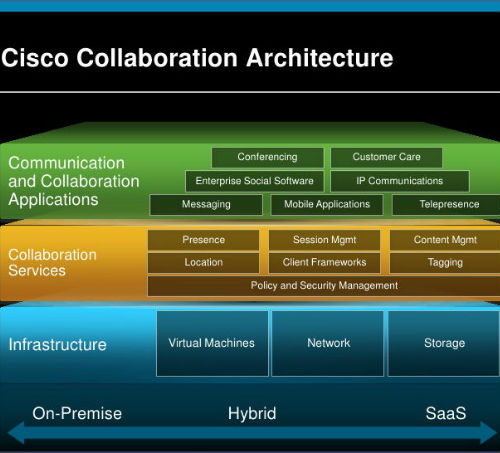 Cisco Collaboration Architecture
Communication
and Collaboration
Applications
Conferencing
Customer Care
Enterprise Social Software
IP Communications
Messaging
Mobile Applications
Telepresence
Collaboration
Services
Presence
Session Mgmt
Content Mgmt
Location
Client Frameworks
Tagging
Policy and Security Management
Infrastructure
Virtual Machines
Network
Storage
On-Premise
Hybrid
SaaS